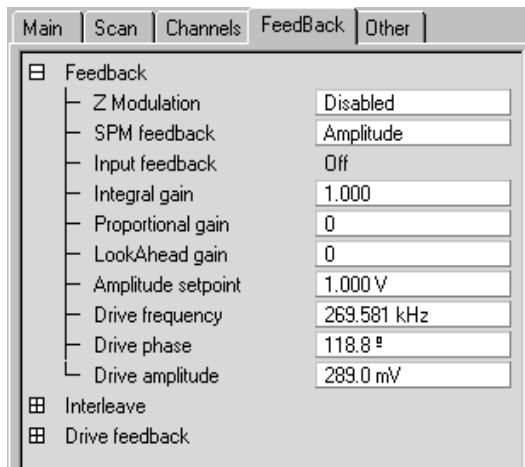 Main Scan Channels FeedBack Other
Feedback
Z Modulation Disabled
SPM feedback Amplitude
Input feedback Off
Integral gain 1.000
Proportional gain 0
LookAhead gain 0
Amplitude setpoint 1.000 V
Drive frequency 269.581 kHz
Drive phase 118.8 º
Drive amplitude 289.0 mV
Interleave
Drive feedback